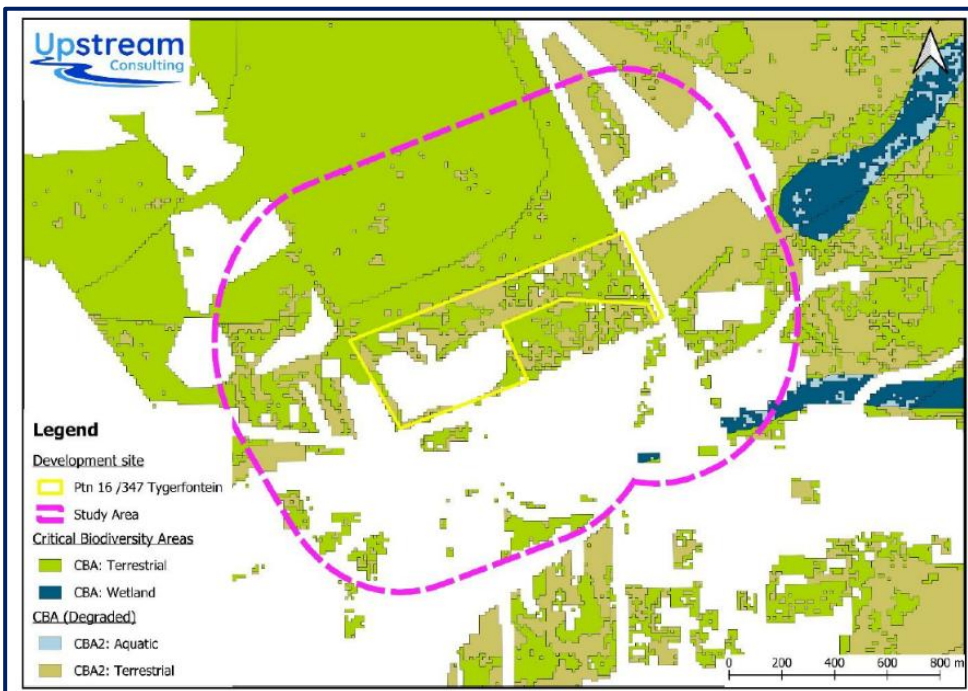 Upstream
Consulting
Legend
Development site
Ptn 16 /347 Tygerfontein
Study Area
Critical Biodiversity Areas
CBA: Terrestrial
CBA: Wetland
CBA (Degraded)
CBA2: Aquatic
CBA2: Terrestrial
0 200 400 600 800 m